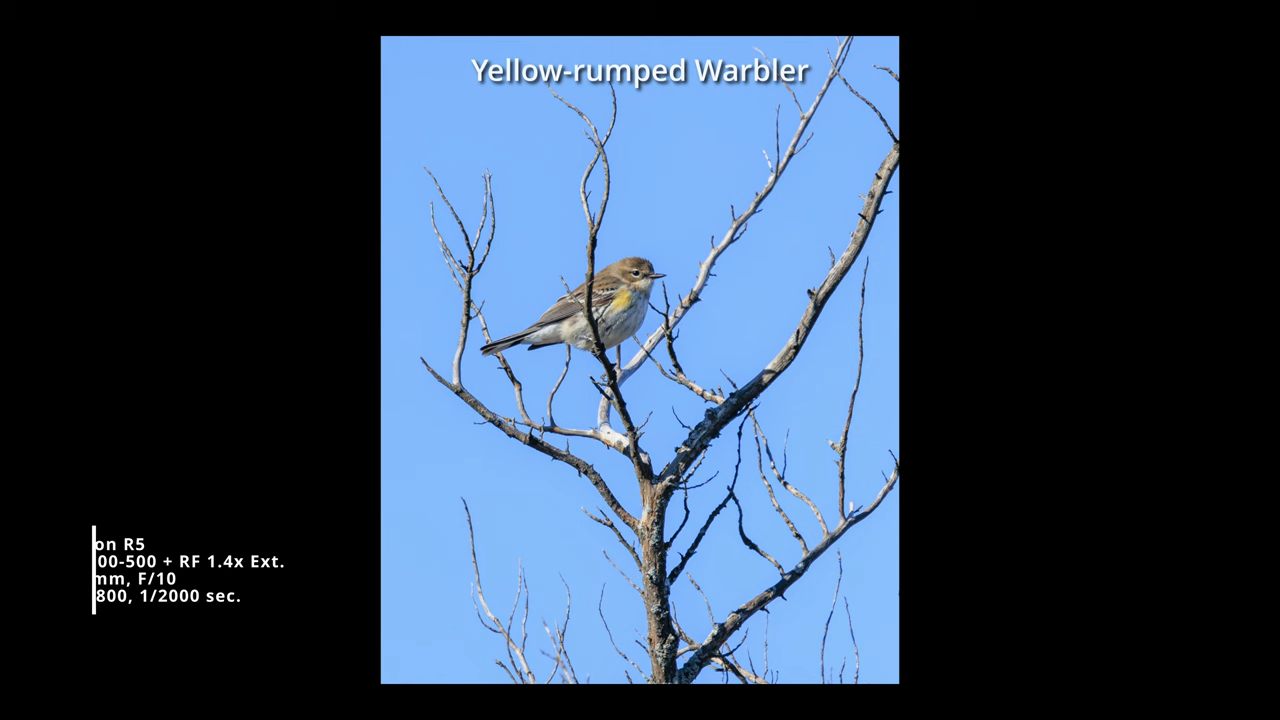 Yellow-rumped Warbler
on R5
00-500 + RF 1.4x Ext.
mm, F/10
800, 1/2000 sec.